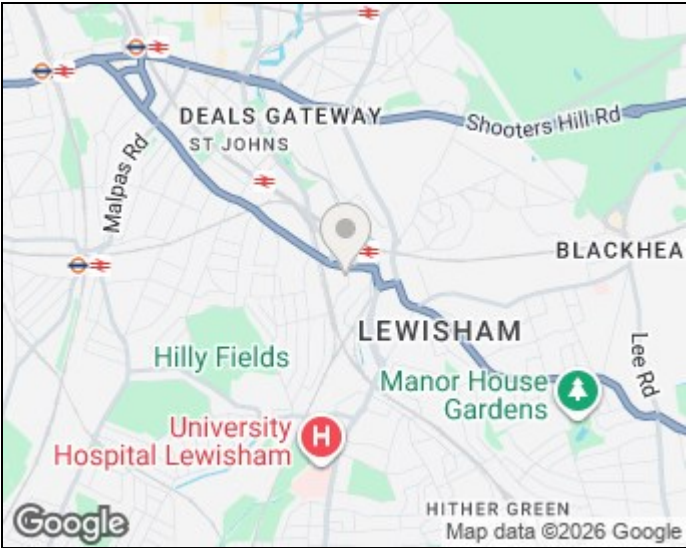 DEALS GATEWAY
Shooters Hill Rd
ST JOHNS
Malpas Rd
BLACKHEA
LEWISHAM
Lee Rd
Hilly Fields
Manor House
Gardens
University
Hospital Lewisham
H
HITHER GREEN
Google
Map data ©2026 Google